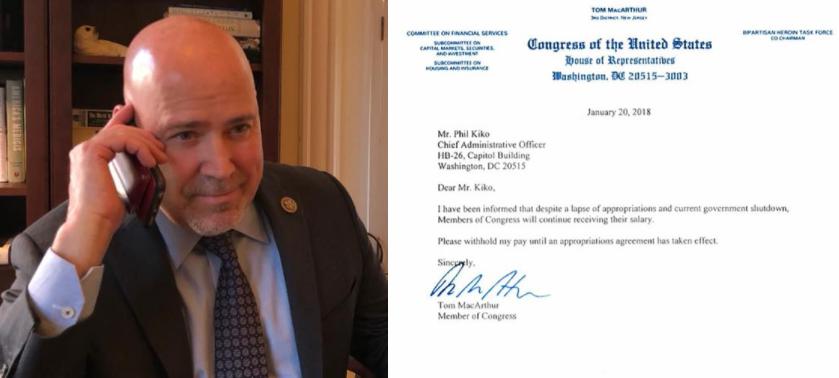 TOM MACARTHUR
3RD DISTRICT, NEW JERSEY
COMMITTEE ON FINANCIAL SERVICES
SUBCOMMITTEE ON
CAPITAL MARKETS, SECURITIES,
AND INVESTMENT
SUBCOMMITTEE ON
HOUSING AND INSURANCE
BIPARTISAN HEROIN TASK FORCE
CO CHAIRMAN
Congress of the United States
House of Representatives
Washington, DC 20515–3003
January 20, 2018
Mr. Phil Kiko
Chief Administrative Officer
HB-26, Capitol Building
Washington, DC 20515
Dear Mr. Kiko,
I have been informed that despite a lapse of appropriations and current government shutdown,
Members of Congress will continue receiving their salary.
Please withhold my pay until an appropriations agreement has taken effect.
Sincerely,
Tom MacArthur
Member of Congress